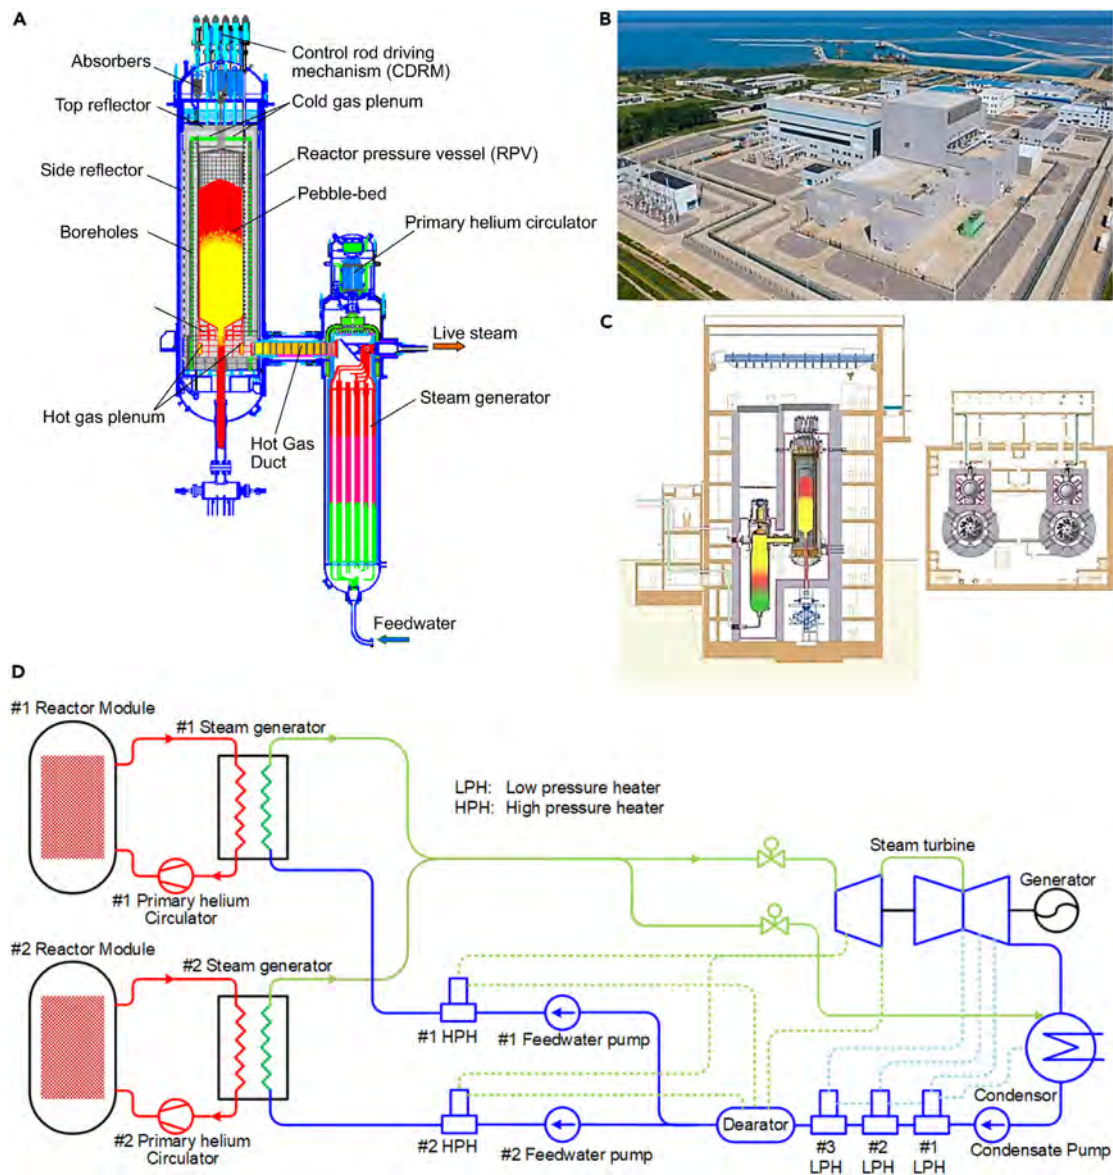 A
Control rod driving
mechanism (CDRM)
Absorbers
Cold gas plenum
Top reflector
Reactor pressure vessel (RPV)
Side reflector
Pebble-bed
Primary helium circulator
Boreholes
Live steam
Steam generator
Hot gas plenum
Hot Gas
Duct
Feedwater
B
C
D
#1 Reactor Module
#1 Steam generator
LPH: Low pressure heater
HPH: High pressure heater
Steam turbine
Generator
#1 Primary helium
Circulator
#2 Reactor Module
#2 Steam generator
#1 HPH
#1 Feedwater pump
Condensor
Dearator
#2 Primary helium
Circulator
#2 HPH
#2 Feedwater pump
#3
LPH
#2
LPH
#1
LPH
Condensate Pump